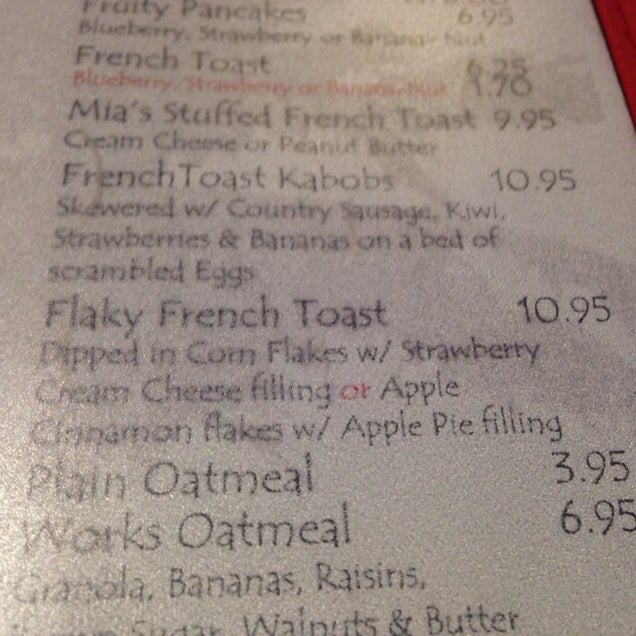 Fruity Pancakes 6.95
Blueberry, Strawberry or Banana-Nut
French Toast 6.25
Blueberry, Strawberry or Banana-Nut 1.70
Mia's Stuffed French Toast 9.95
Cream Cheese or Peanut Butter
French Toast Kabobs 10.95
Skewered w/ Country Sausage, Kiwi,
Strawberries & Bananas on a bed of
scrambled Eggs
Flaky French Toast 10.95
Dipped in Corn Flakes w/ Strawberry
Cream Cheese filling or Apple
Cinnamon flakes w/ Apple Pie filling
Plain Oatmeal 3.95
Works Oatmeal 6.95
Granola, Bananas, Raisins,
Sugar, Walnuts & Butter